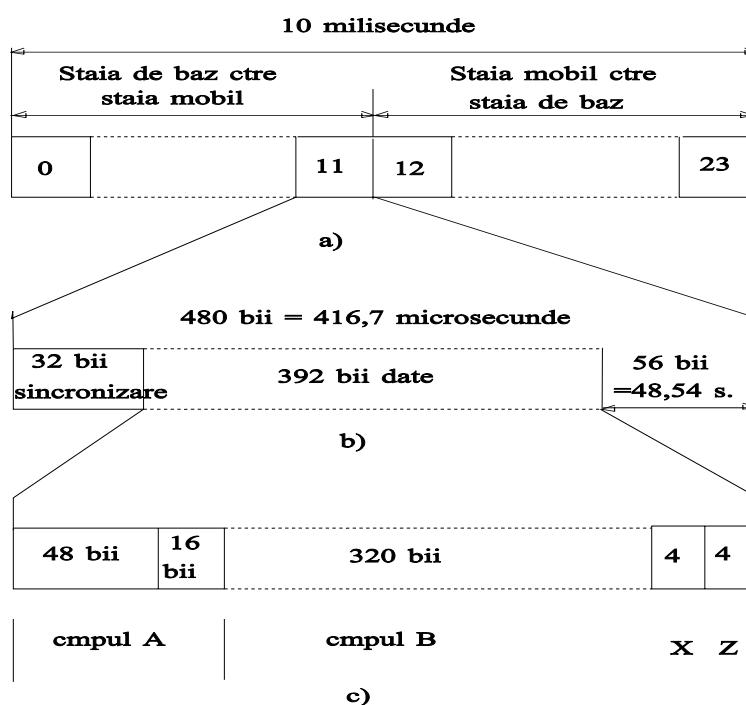 10 milisecunde
Staia de baz ctre
staia mobil
Staia mobil ctre
staia de baz
0
11
12
23
a)
480 bii = 416,7 microsecunde
32 bii
sincronizare
392 bii date
56 bii
=48,54 s.
b)
48 bii
16
bii
320 bii
4
4
cmpul A
cmpul B
X
Z
c)